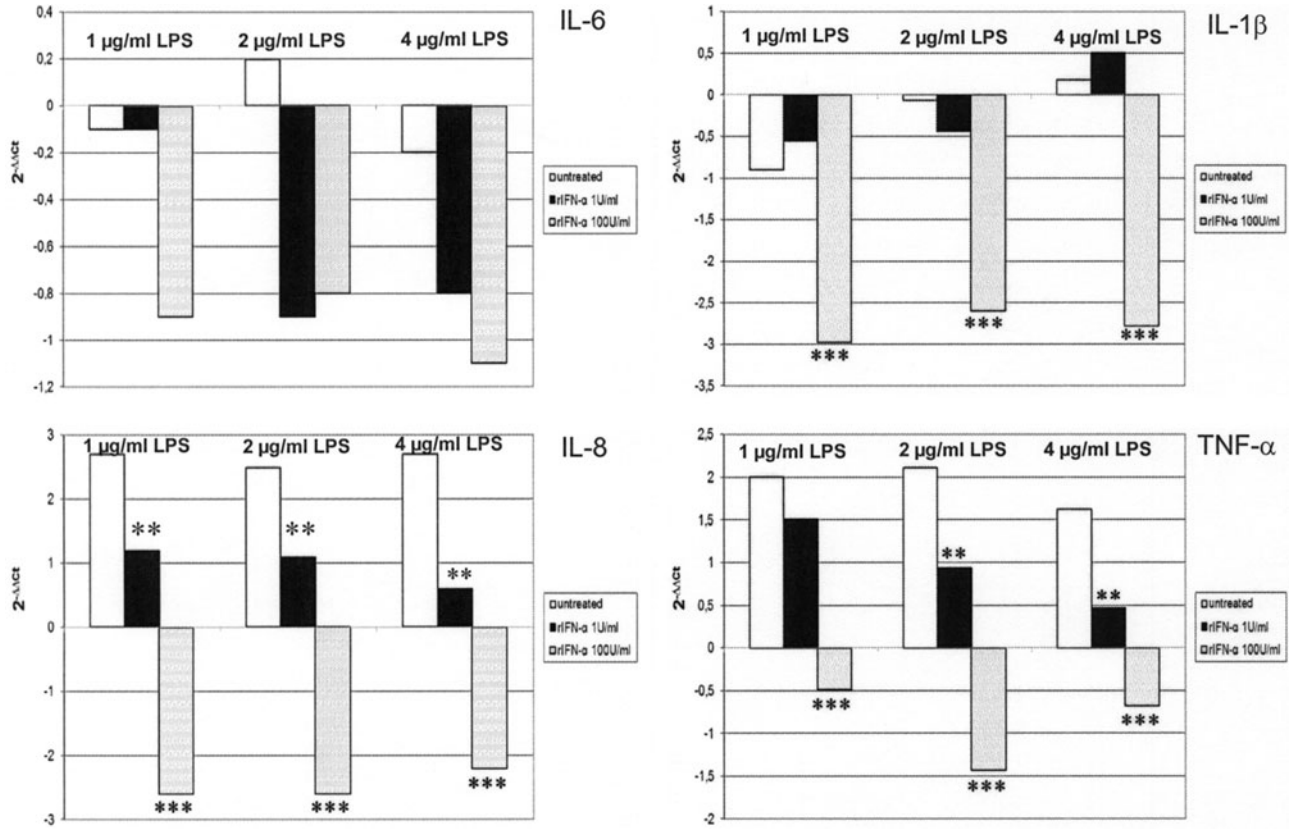 IL-6
0,4
0,2
0
-0,2
-0,4
-0,6
-0,8
-1
-1,2
2-ΔΔCt
1 µg/ml LPS 2 µg/ml LPS 4 µg/ml LPS
untreated
rIFN-α 1U/ml
rIFN-α 100U/ml
IL-1β
1
0,5
0
-0,5
-1
-1,5
-2
-2,5
-3
-3,5
2-ΔΔCt
1 µg/ml LPS 2 µg/ml LPS 4 µg/ml LPS
*** *** ***
untreated
rIFN-α 1U/ml
rIFN-α 100U/ml
IL-8
3
2
1
0
-1
-2
-3
2-ΔΔCt
1 µg/ml LPS 2 µg/ml LPS 4 µg/ml LPS
** ** **
*** *** ***
untreated
rIFN-α 1U/ml
rIFN-α 100U/ml
TNF-α
2,5
2
1,5
1
0,5
0
-0,5
-1
-1,5
-2
2-ΔΔCt
1 µg/ml LPS 2 µg/ml LPS 4 µg/ml LPS
** **
*** *** ***
untreated
rIFN-α 1U/ml
rIFN-α 100U/ml